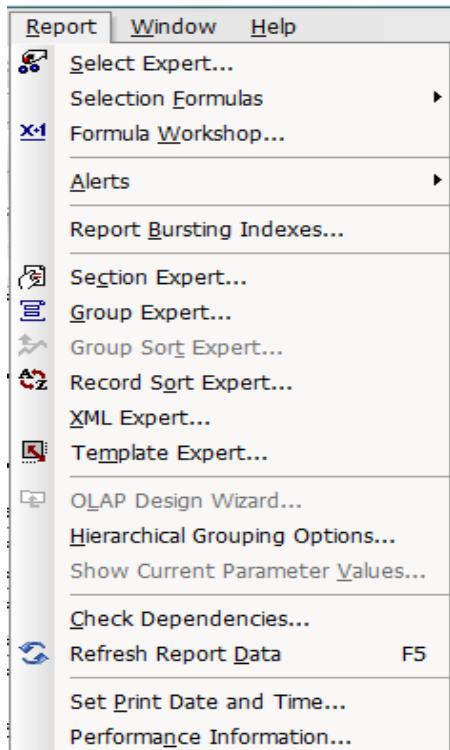 Report Window Help
Select Expert...
Selection Formulas
X+1 Formula Workshop...
Alerts
Report Bursting Indexes...
Section Expert...
Group Expert...
Group Sort Expert...
Record Sort Expert...
XML Expert...
Template Expert...
OLAP Design Wizard...
Hierarchical Grouping Options...
Show Current Parameter Values...
Check Dependencies...
Refresh Report Data F5
Set Print Date and Time...
Performance Information...